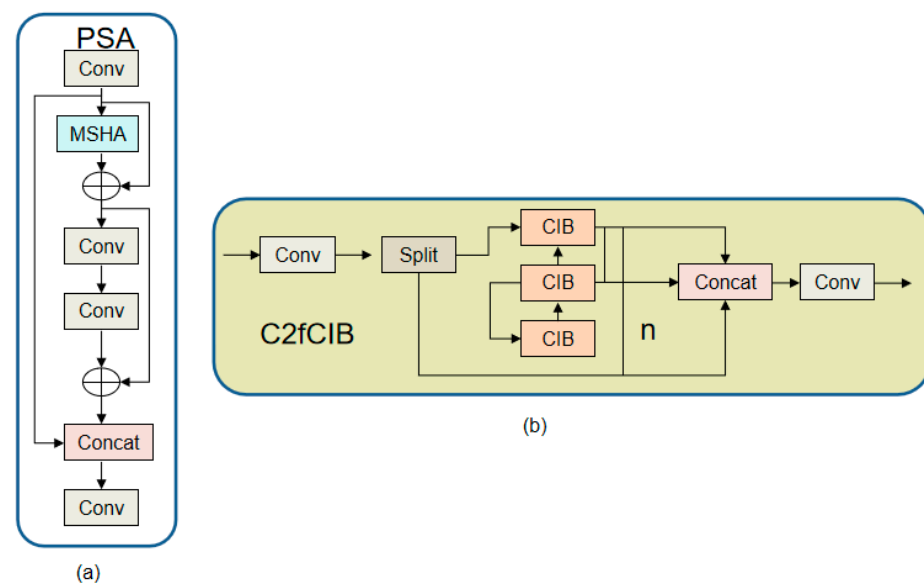 PSA
Conv
MSHA
Conv
Conv
Concat
Conv
(a)
CIB
Conv
Split
CIB
Concat
Conv
C2fCIB
CIB
n
(b)